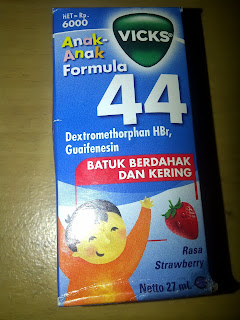 HET = Rp.
6000
VICKS®
Anak-
Anak
Formula
44
Dextromethorphan HBr,
Guaifenesin
BATUK BERDAHAK
DAN KERING
Rasa
Strawberry
Netto 27 mL